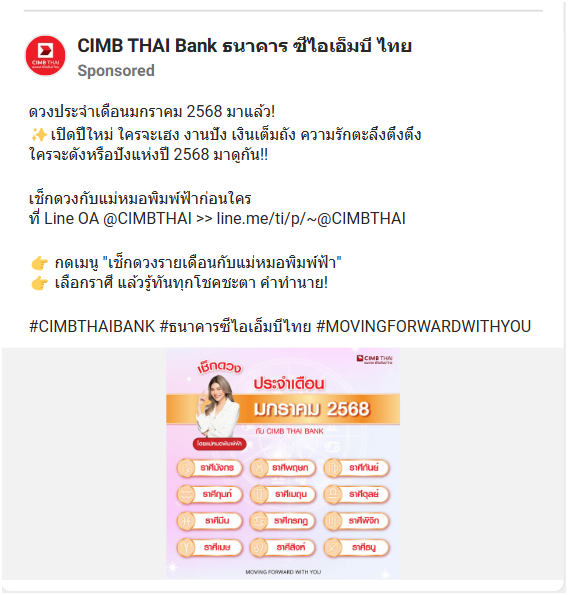 CIMB THAI Bank ธนาคาร ซีไอเอ็มบี ไทย
Sponsored
ดวงประจำเดือนมกราคม 2568 มาแล้ว!
✨ เปิดปีใหม่ ใครจะเฮง งานปัง เงินเต็มถัง ความรักตะลึงตึงตึง
ใครจะดังหรือปังแห่งปี 2568 มาดูกัน!!
เช็กดวงกับแม่หมอพิมพ์ฟ้าก่อนใคร
ที่ Line OA @CIMBTHAI >> line.me/ti/p/~@CIMBTHAI
👉 กดเมนู "เช็กดวงรายเดือนกับแม่หมอพิมพ์ฟ้า"
👉 เลือกราศี แล้วรู้ทันทุกโชคชะตา คำทำนาย!
#CIMBTHAIBANK #ธนาคารซีไอเอ็มบีไทย #MOVINGFORWARDWITHYOU
CIMB THAI
เช็กดวง
ประจำเดือน
มกราคม 2568
กับ CIMB THAI BANK
โดยแม่หมอพิมพ์ฟ้า
ราศีมังกร ราศีพฤษภ ราศีกันย์
ราศีกุมภ์ ราศีเมถุน ราศีตุลย์
ราศีมีน ราศีกรกฎ ราศีพิจิก
ราศีเมษ ราศีสิงห์ ราศีธนู
MOVING FORWARD WITH YOU